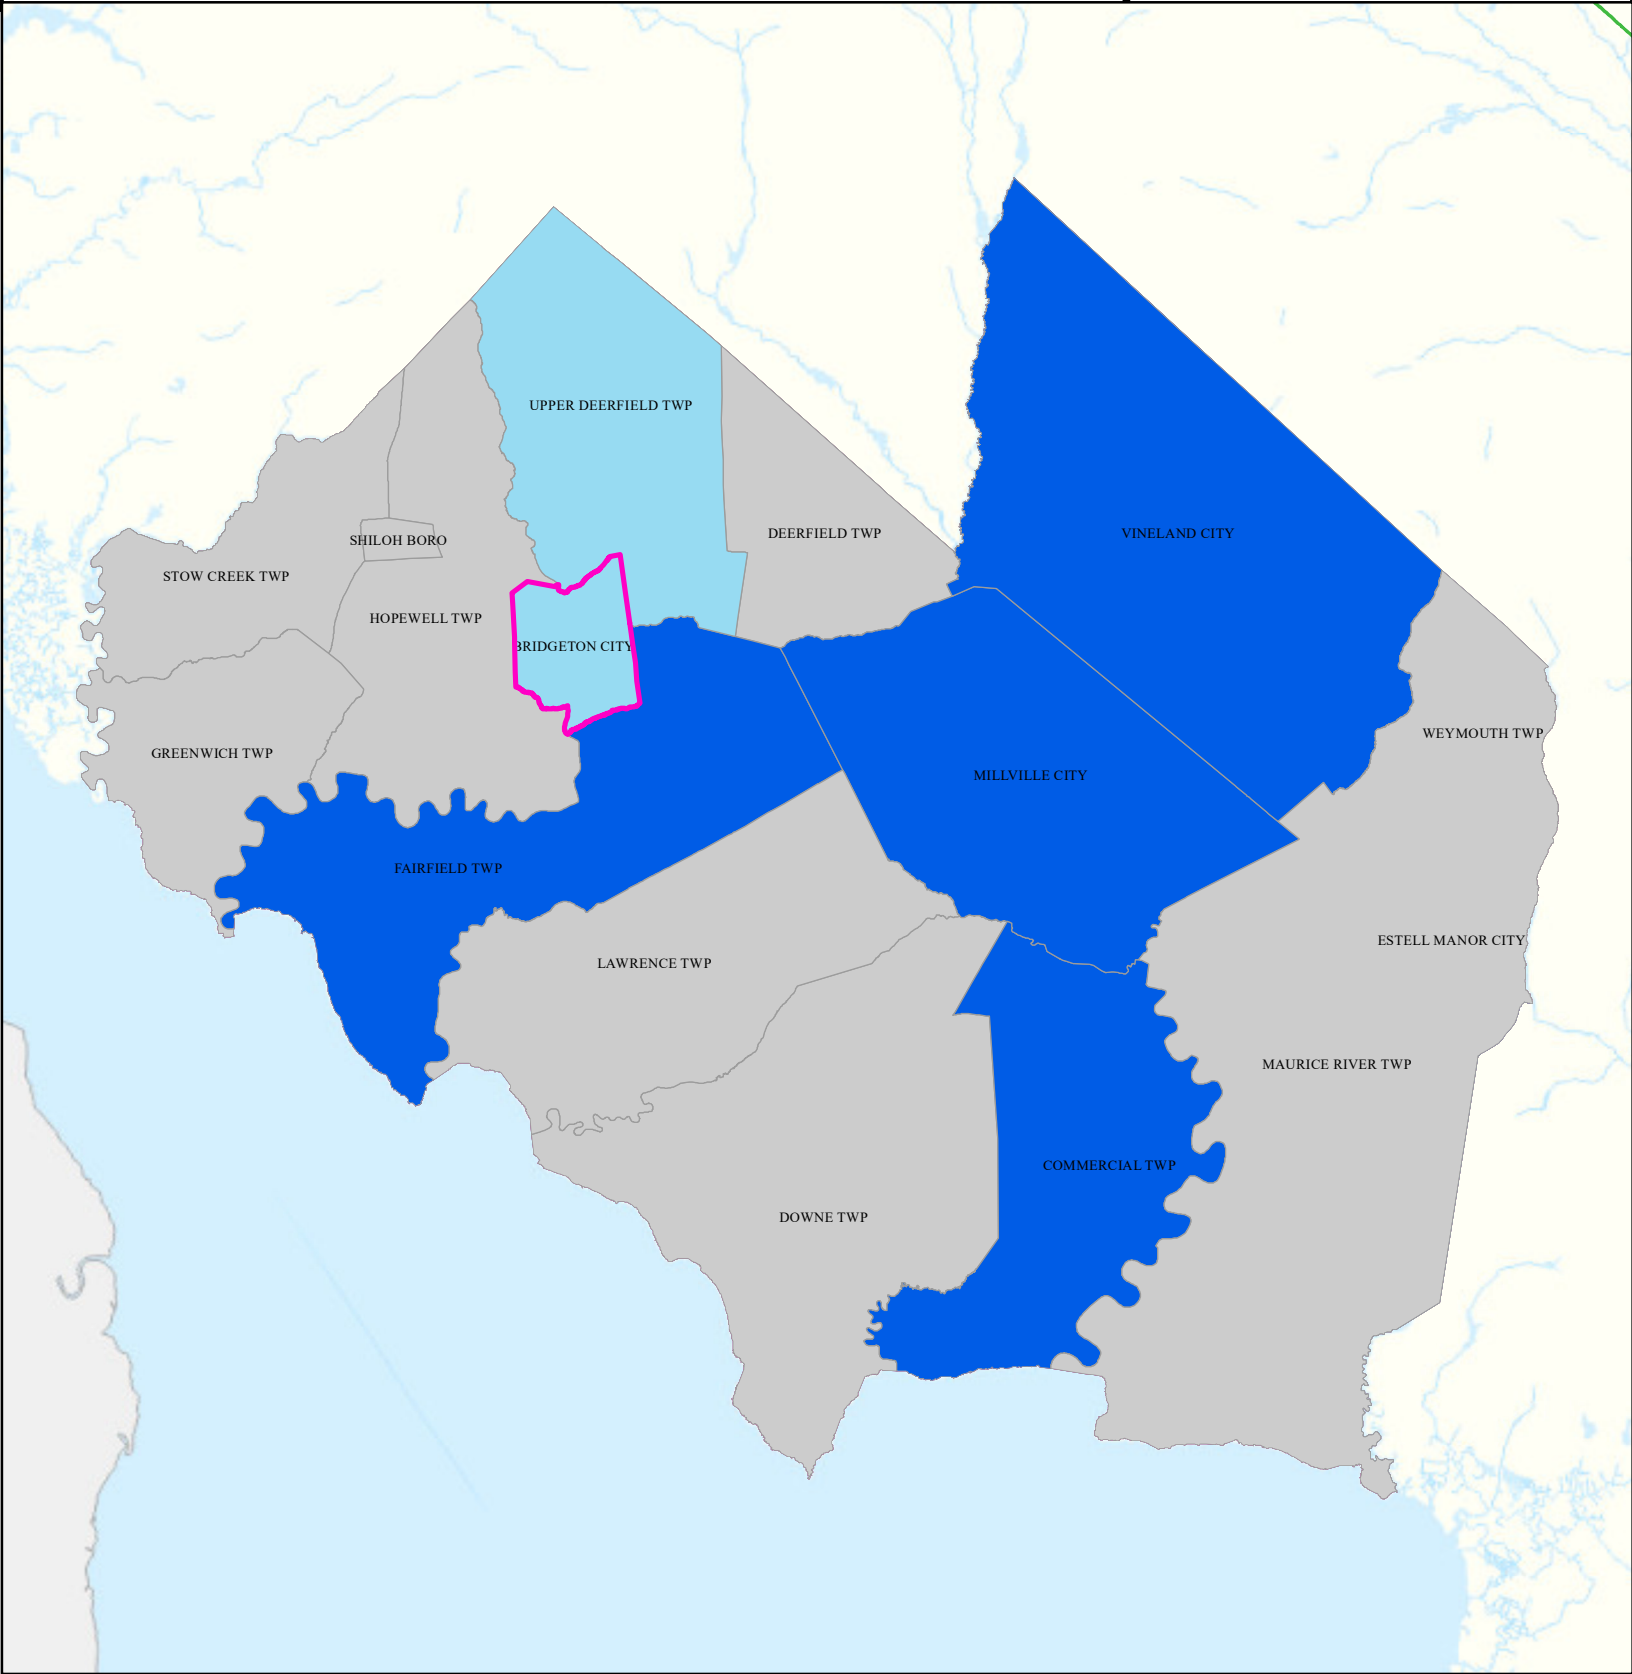 UPPER DEERFIELD TWP
DEERFIELD TWP
VINELAND CITY
SHILOH BORO
STOW CREEK TWP
HOPEWELL TWP
BRIDGETON CITY
WEYMOUTH TWP
GREENWICH TWP
MILLVILLE CITY
FAIRFIELD TWP
ESTELL MANOR CITY
LAWRENCE TWP
MAURICE RIVER TWP
COMMERCIAL TWP
DOWNE TWP